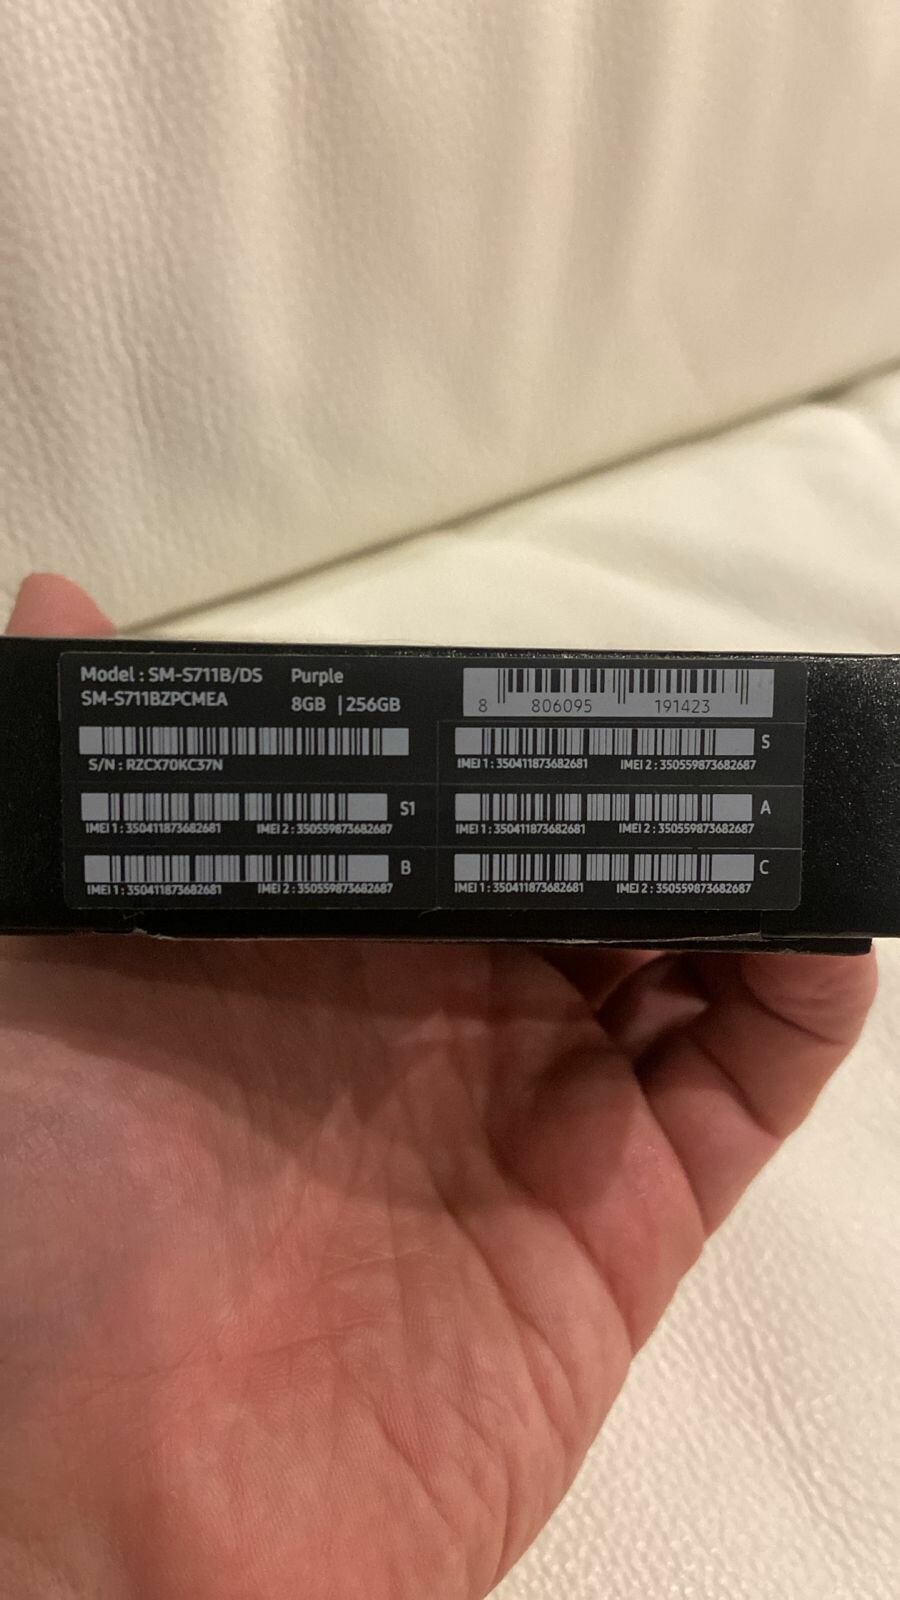 Model : SM-S711B/DS Purple
SM-S711BZPCMEA 8GB | 256GB
8 806095 191423
S/N : RZCX70KC37N
S
IMEI 1 : 350411873682681 IMEI 2 : 350559873682687
S1
IMEI 1 : 350411873682681 IMEI 2 : 350559873682687
A
IMEI 1 : 350411873682681 IMEI 2 : 350559873682687
B
IMEI 1 : 350411873682681 IMEI 2 : 350559873682687
C
IMEI 1 : 350411873682681 IMEI 2 : 350559873682687